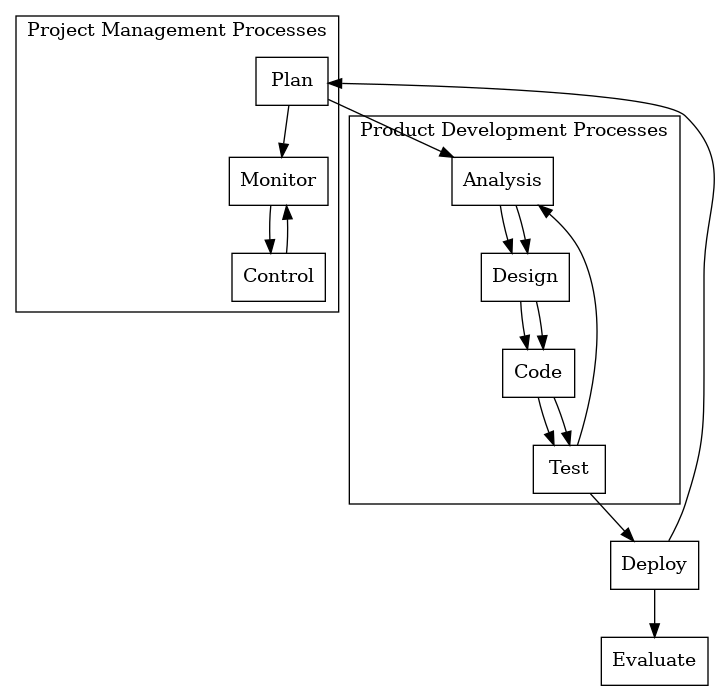 Project Management Processes
Plan
Product Development Processes
Monitor
Analysis
Control
Design
Code
Test
Deploy
Evaluate